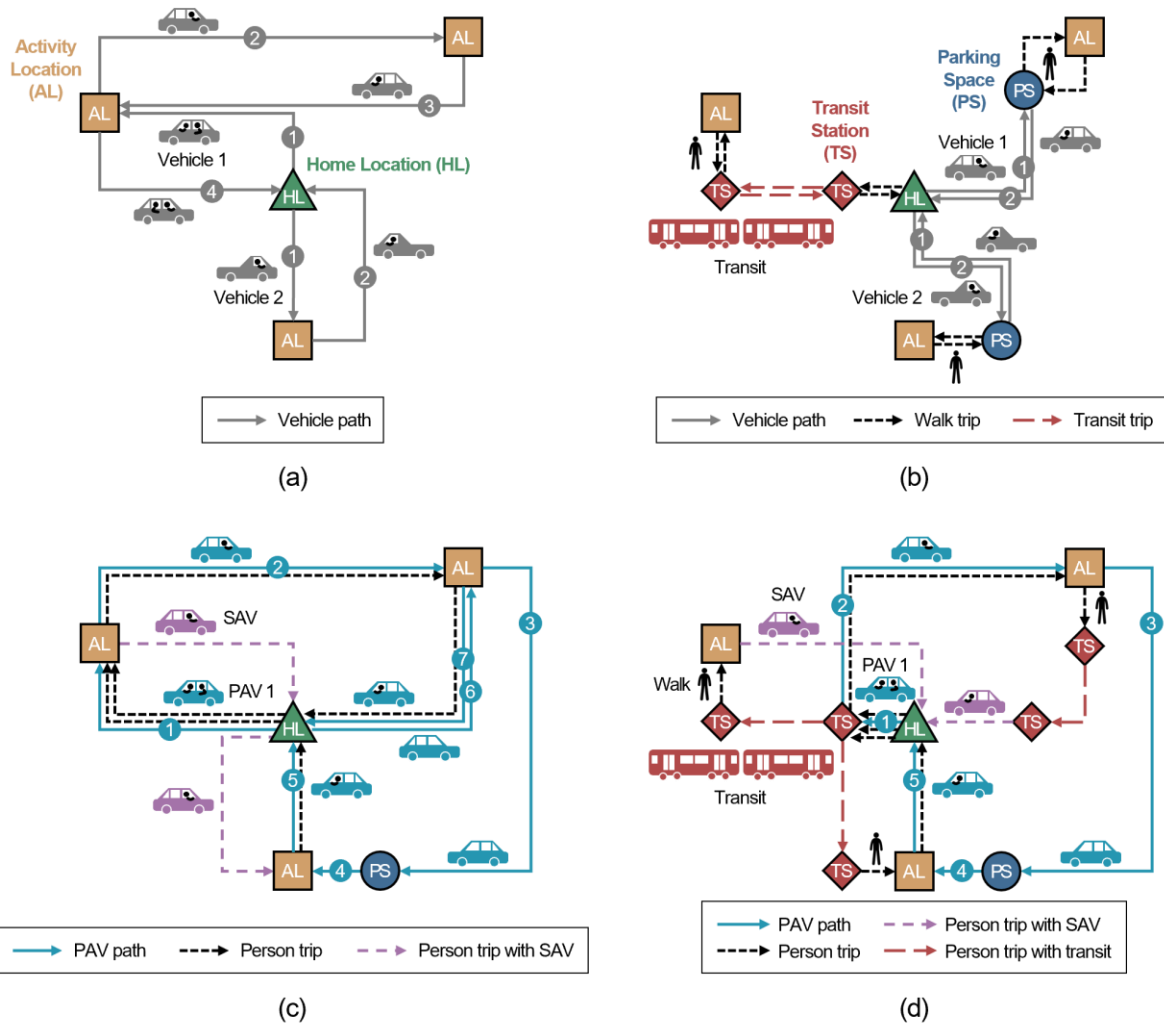 Activity
Location
(AL)
2
AL
3
AL
1
Vehicle 1
Home Location (HL)
4
HL
1
2
Vehicle 2
AL
Vehicle path
(a)
AL
Parking
Space
(PS)
PS
AL
Transit
Station
(TS)
Vehicle 1
1
TS
TS
HL
2
Transit
1
2
Vehicle 2
AL
PS
Vehicle path
Walk trip
Transit trip
(b)
2
AL
SAV
3
AL
7
PAV 1
6
1
HL
5
AL
4
PS
PAV path
Person trip
Person trip with SAV
(c)
AL
SAV
2
3
AL
TS
Walk
PAV 1
TS
TS
1
HL
TS
Transit
5
TS
AL
4
PS
PAV path
Person trip with SAV
Person trip
Person trip with transit
(d)